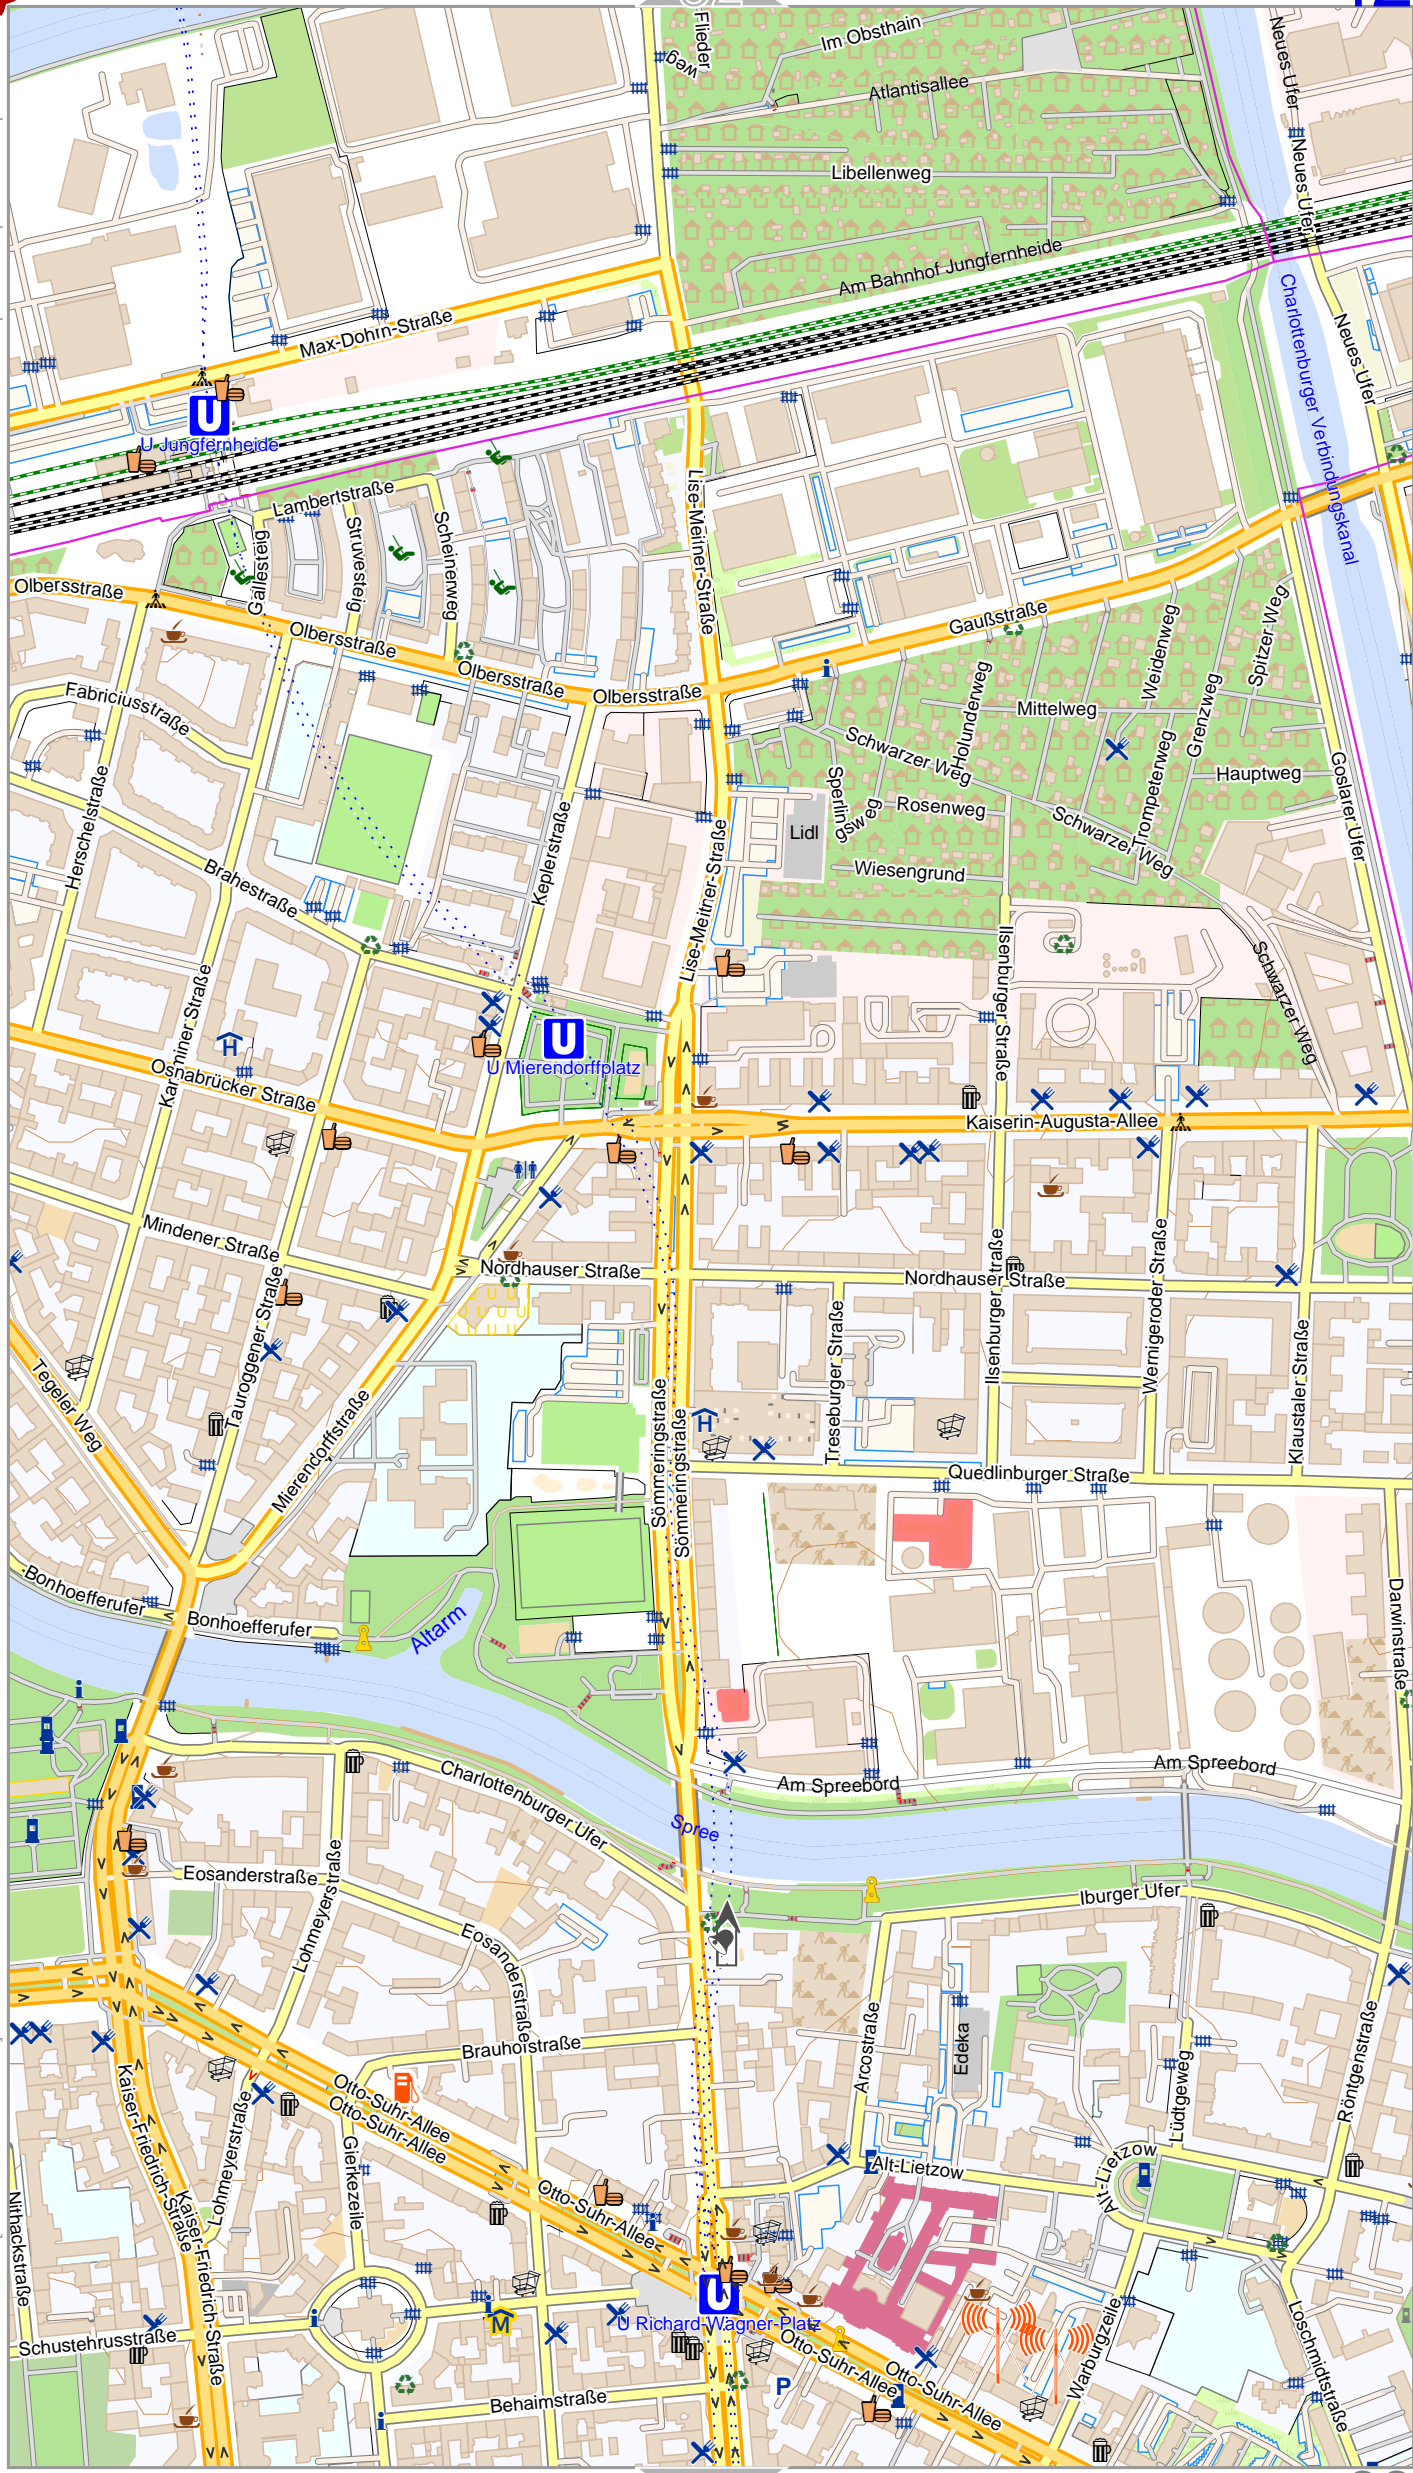 Flieder
weg
Im Obsthain
Atlantisallee
Neues Ufer
Neues Ufer
Libellenweg
Am Bahnhof Jungfernheide
Max-Dohrn-Straße
Neues Ufer
Charlottenburger Verbindungskanal
U
U Jungfernheide
Lambertstraße
Gallesteig
Struvesteig
Scheinerweg
Lise-Meitner-Straße
Olbersstraße
Olbersstraße
Olbersstraße
Olbersstraße
Gaußstraße
Weidenweg
Spitzer-Weg
Holunderweg
Mittelweg
Grenzweg
Fabriciusstraße
Schwarzer Weg
Trompeterweg
Hauptweg
Goslarer Ufer
Herschelstraße
Keplerstraße
Lidl
Sperlin
gsweg
Rosenweg
Schwarzer Weg
Wiesengrund
Brahestraße
Lise-Meitner-Straße
Ilsenburger Straße
Schwarzer Weg
Kamminer Straße
H
Osnabrücker Straße
U
U Mierendorffplatz
Kaiserin-Augusta-Allee
Mindener Straße
Nordhauser Straße
Nordhauser Straße
Ilsenburger Straße
Wernigeroder Straße
Tauroggener Straße
Treseburger Straße
Klaustaler Straße
Tegeler Weg
Mierendorffstraße
Sömmeringstraße
Sömmeringstraße
H
Quedlinburger Straße
Darwinstraße
Bonhoefferufer
Bonhoefferufer
Altarm
Charlottenburger Ufer
Am Spreebord
Am Spreebord
Spree
Eosanderstraße
Lohmeyerstraße
Iburger Ufer
Eosanderstraße
Arcostraße
Edeka
Brauhofstraße
Otto-Suhr-Allee
Otto-Suhr-Allee
Kaiser-Friedrich-Straße
Lohmeyerstraße
Gierkezeile
Lüdtgeweg
Röntgenstraße
Alt-Lietzow
Alt-Lietzow
Otto-Suhr-Allee
Nithackstraße
Kaiser-Friedrich-Straße
U
U Richard-Wagner-Platz
M
Schustehrusstraße
Otto-Suhr-Allee
Otto-Suhr-Allee
Warburgzeile
Loschmidtstraße
P
Behaimstraße